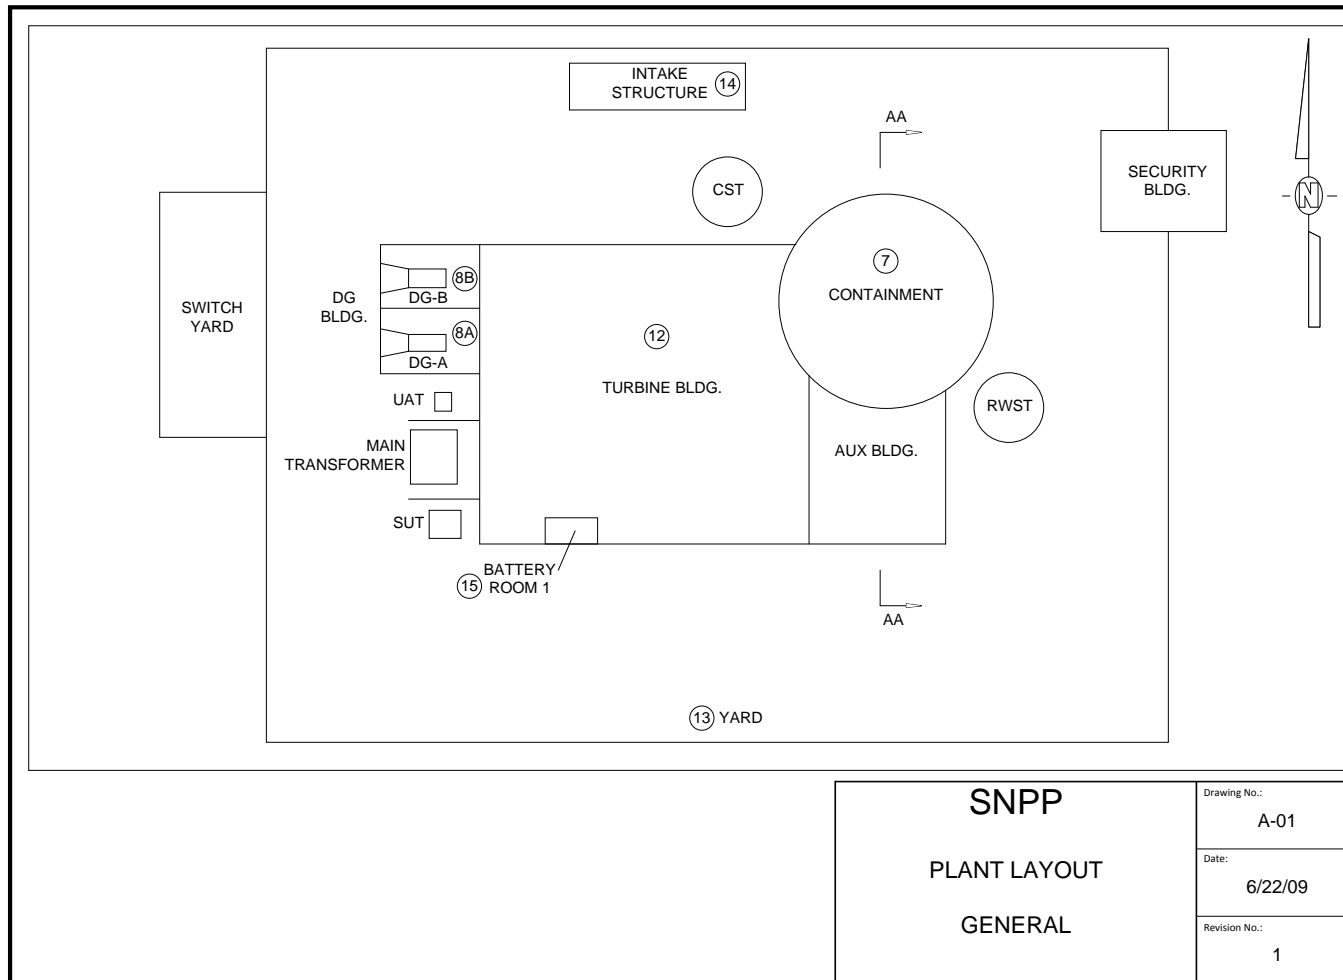 INTAKE
STRUCTURE
14
AA
SECURITY
BLDG.
N
CST
7
CONTAINMENT
SWITCH
YARD
DG
BLDG.
8B
DG-B
8A
DG-A
12
TURBINE BLDG.
UAT
RWST
MAIN
TRANSFORMER
AUX BLDG.
SUT
15
BATTERY
ROOM 1
AA
13 YARD
SNPP
PLANT LAYOUT
GENERAL
Drawing No.:
A-01
Date:
6/22/09
Revision No.:
1